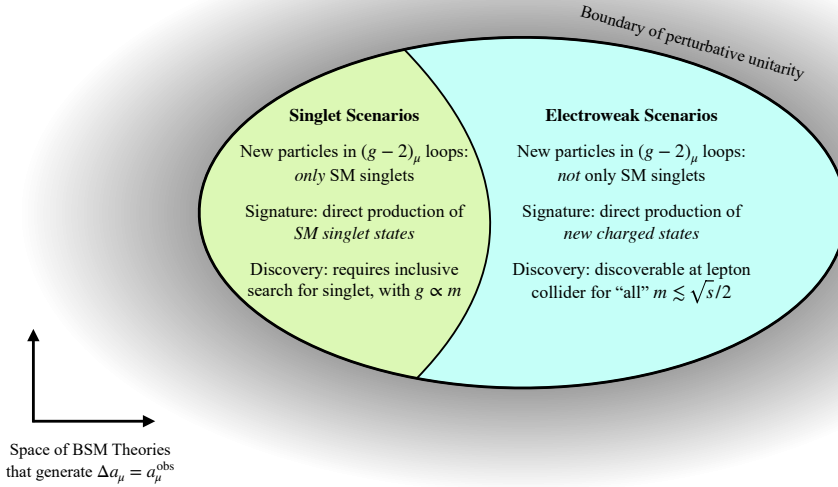 Boundary of perturbative unitarity
Singlet Scenarios
New particles in (g − 2)μ loops:
only SM singlets
Signature: direct production of
SM singlet states
Discovery: requires inclusive
search for singlet, with g ∝ m
Electroweak Scenarios
New particles in (g − 2)μ loops:
not only SM singlets
Signature: direct production of
new charged states
Discovery: discoverable at lepton
collider for “all” m ≲ √s/2
Space of BSM Theories
that generate Δaμ = aμ^obs